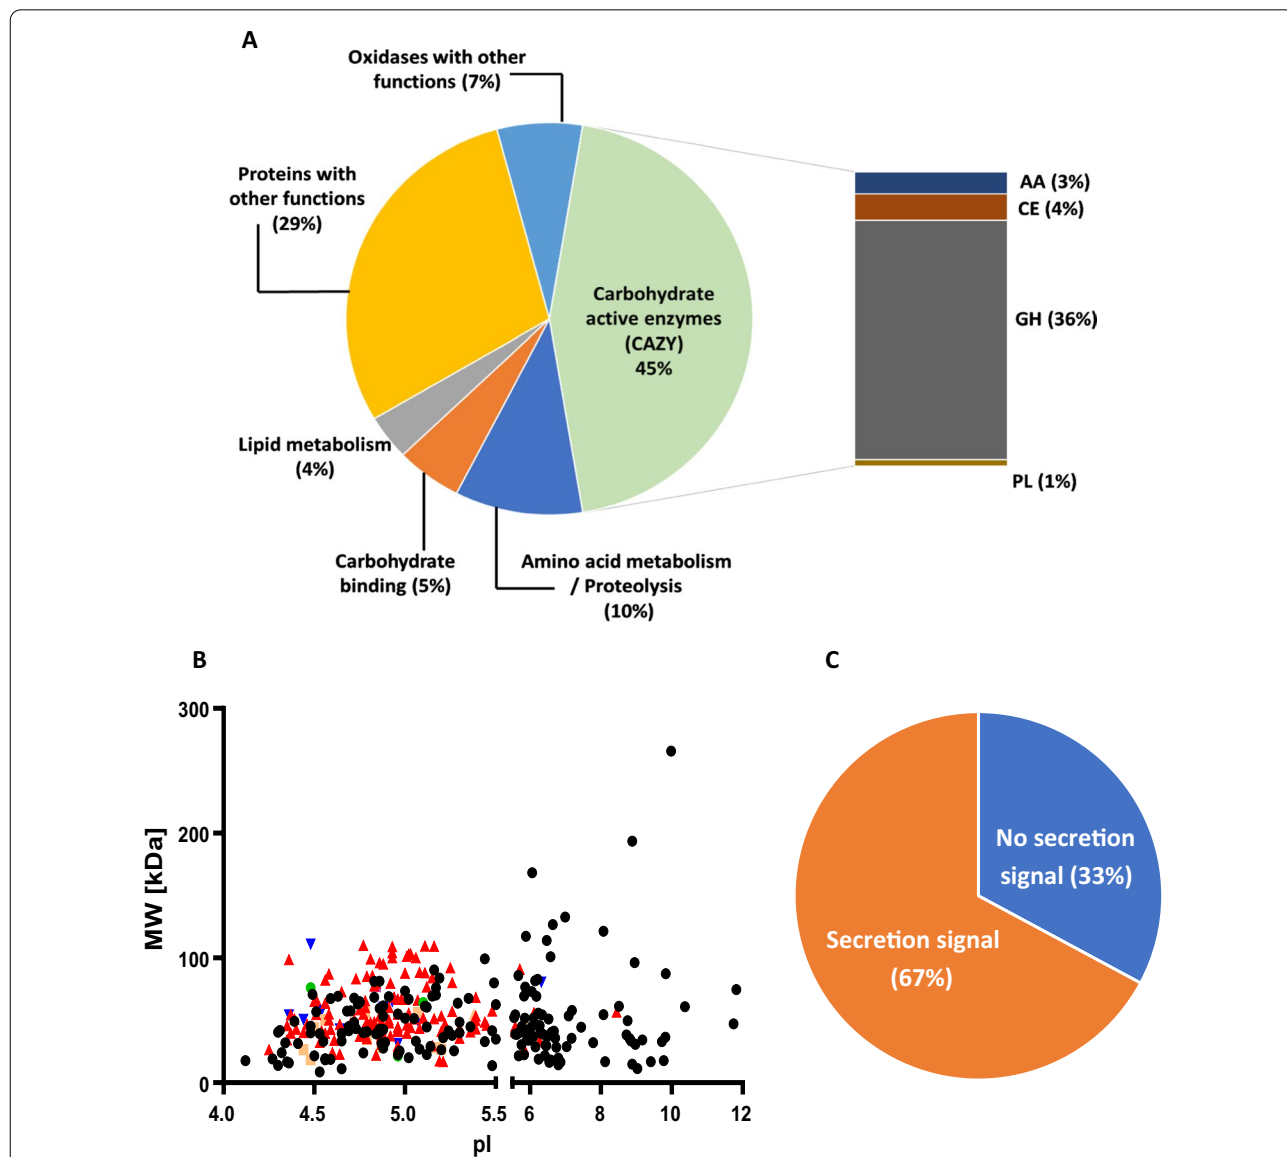 A
Oxidases with other
functions (7%)
Proteins with
other functions
(29%)
Carbohydrate
active enzymes
(CAZY)
45%
Lipid metabolism
(4%)
Carbohydrate
binding (5%)
Amino acid metabolism
/ Proteolysis
(10%)
AA (3%)
CE (4%)
GH (36%)
PL (1%)
B
MW [kDa]
300
200
100
0
4.0 4.5 5.0 5.5 6 8 10 12
pI
C
No secretion
signal (33%)
Secretion signal
(67%)